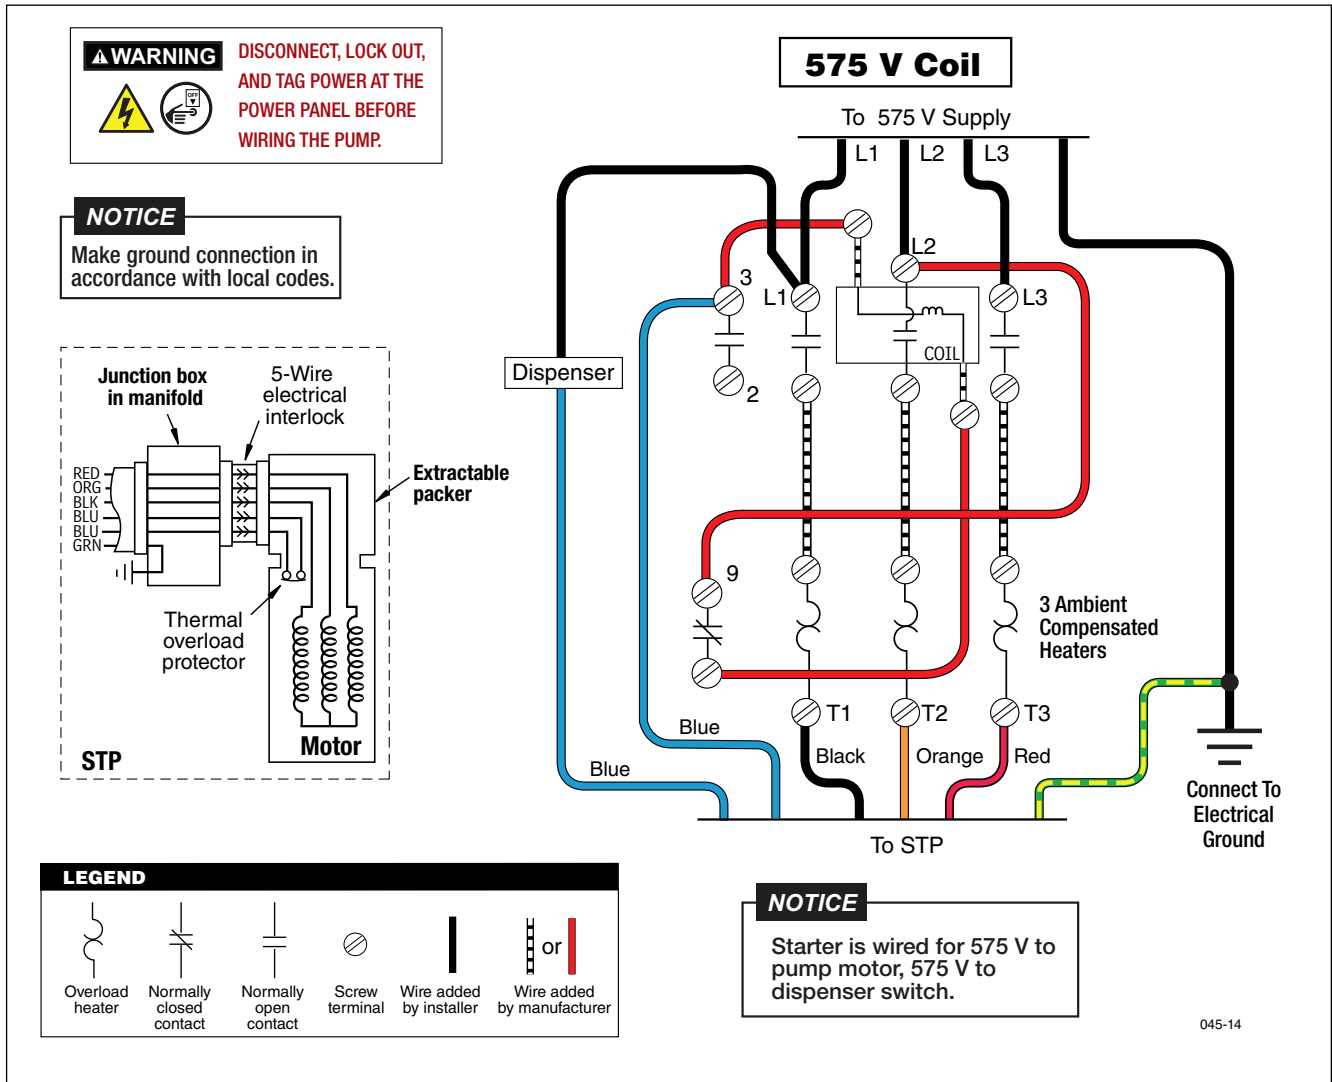 WARNING
DISCONNECT, LOCK OUT,
AND TAG POWER AT THE
POWER PANEL BEFORE
WIRING THE PUMP.
OFF
NOTICE
Make ground connection in
accordance with local codes.
575 V Coil
To 575 V Supply
L1
L2
L3
L2
3
L1
L3
COIL
2
Dispenser
9
3 Ambient
Compensated
Heaters
T1
T2
T3
Blue
Blue
Black
Orange
Red
To STP
Connect To
Electrical
Ground
Junction box
in manifold
5-Wire
electrical
interlock
Extractable
packer
RED
ORG
BLK
BLU
BLU
GRN
Thermal
overload
protector
Motor
STP
LEGEND
or
Overload
heater
Normally
closed
contact
Normally
open
contact
Screw
terminal
Wire added
by installer
Wire added
by manufacturer
NOTICE
Starter is wired for 575 V to
pump motor, 575 V to
dispenser switch.
045-14